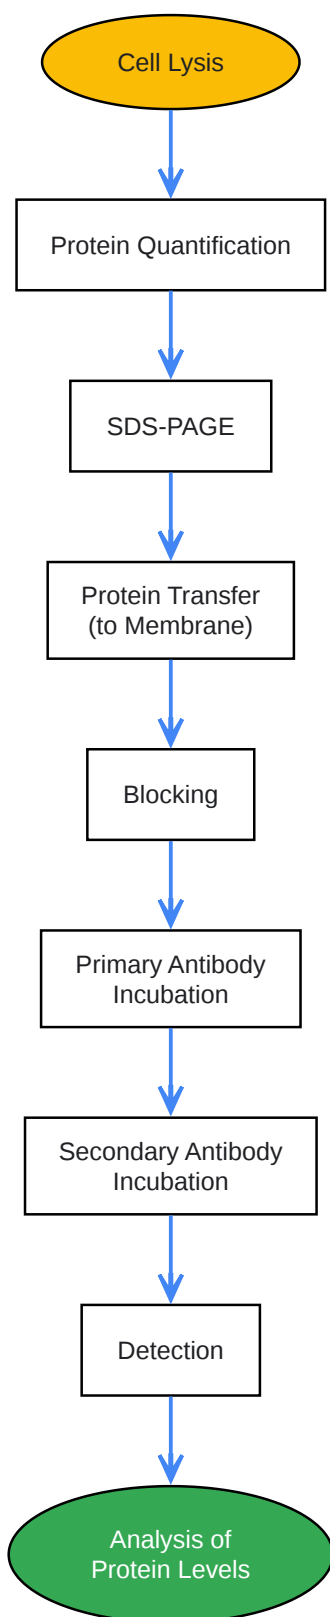 Cell Lysis
Protein Quantification
SDS-PAGE
Protein Transfer
(to Membrane)
Blocking
Primary Antibody
Incubation
Secondary Antibody
Incubation
Detection
Analysis of
Protein Levels